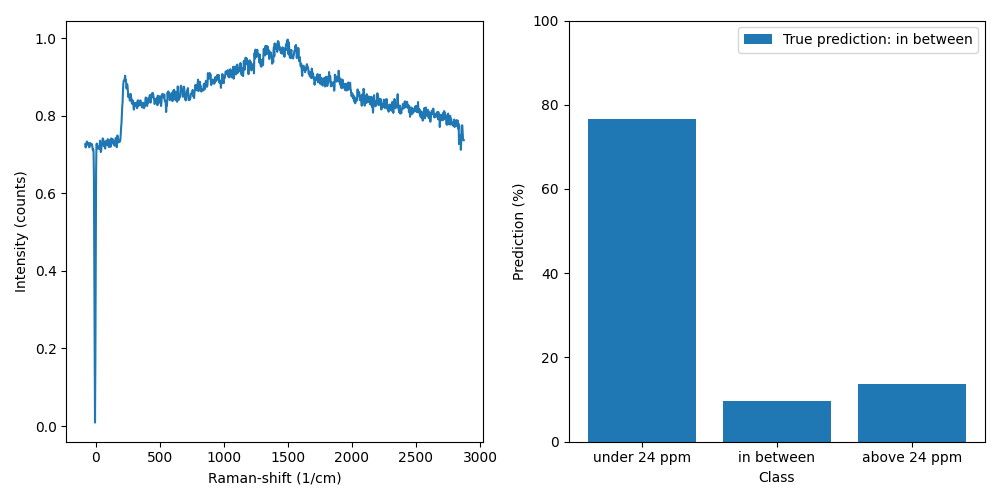 1.0
0.8
0.6
0.4
0.2
0.0
Intensity (counts)
0 500 1000 1500 2000 2500 3000
Raman-shift (1/cm)
100
80
60
40
20
0
Prediction (%)
True prediction: in between
under 24 ppm in between above 24 ppm
Class